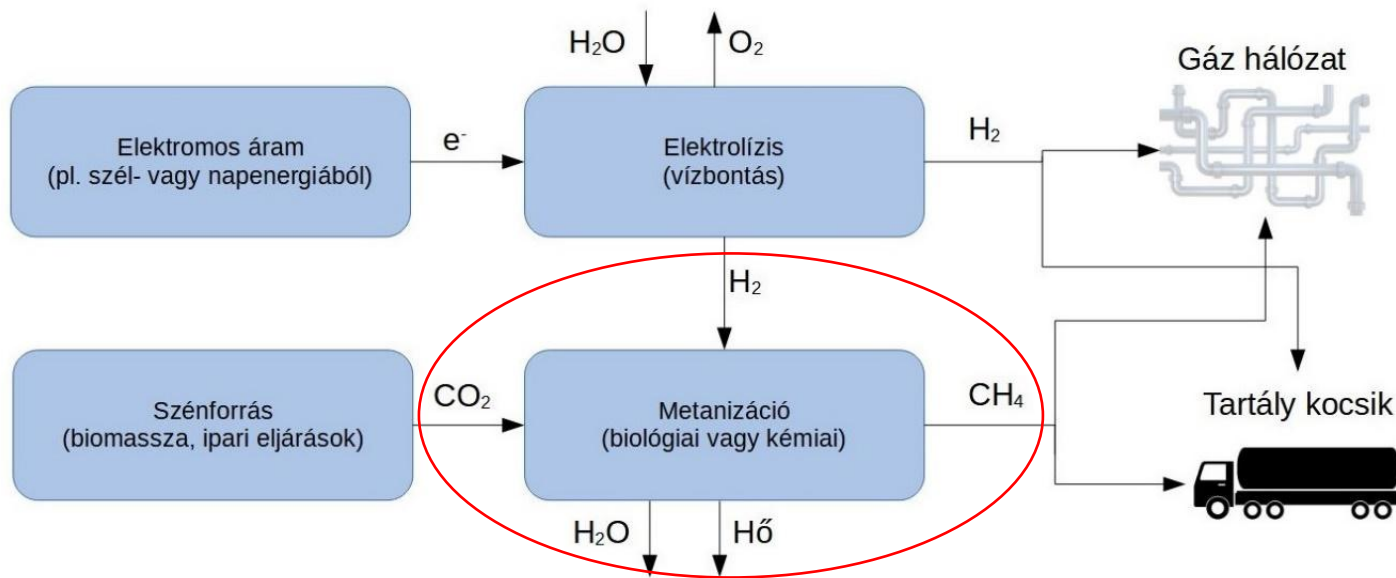 H₂O
O₂
Gáz hálózat
Elektromos áram
(pl. szél- vagy napenergiából)
e⁻
Elektrolízis
(vízbontás)
H₂
H₂
Szénforrás
(biomassza, ipari eljárások)
CO₂
Metanizáció
(biológiai vagy kémiai)
CH₄
Tartály kocsik
H₂O
Hő